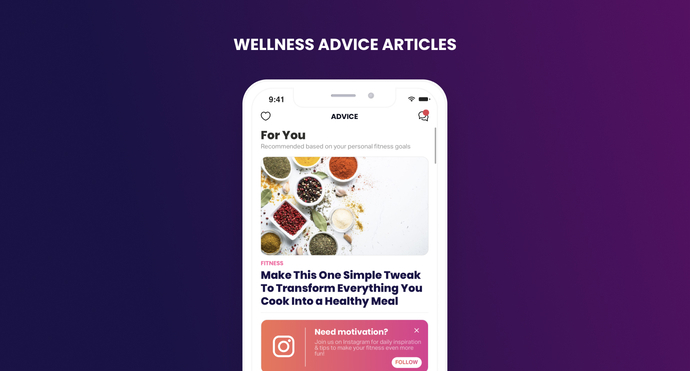 WELLNESS ADVICE ARTICLES
9:41
ADVICE
For You
Recommended based on your personal fitness goals
FITNESS
Make This One Simple Tweak
To Transform Everything You
Cook Into a Healthy Meal
Need motivation?
Join us on Instagram for daily inspiration
& tips to make your fitness even more
fun!
FOLLOW